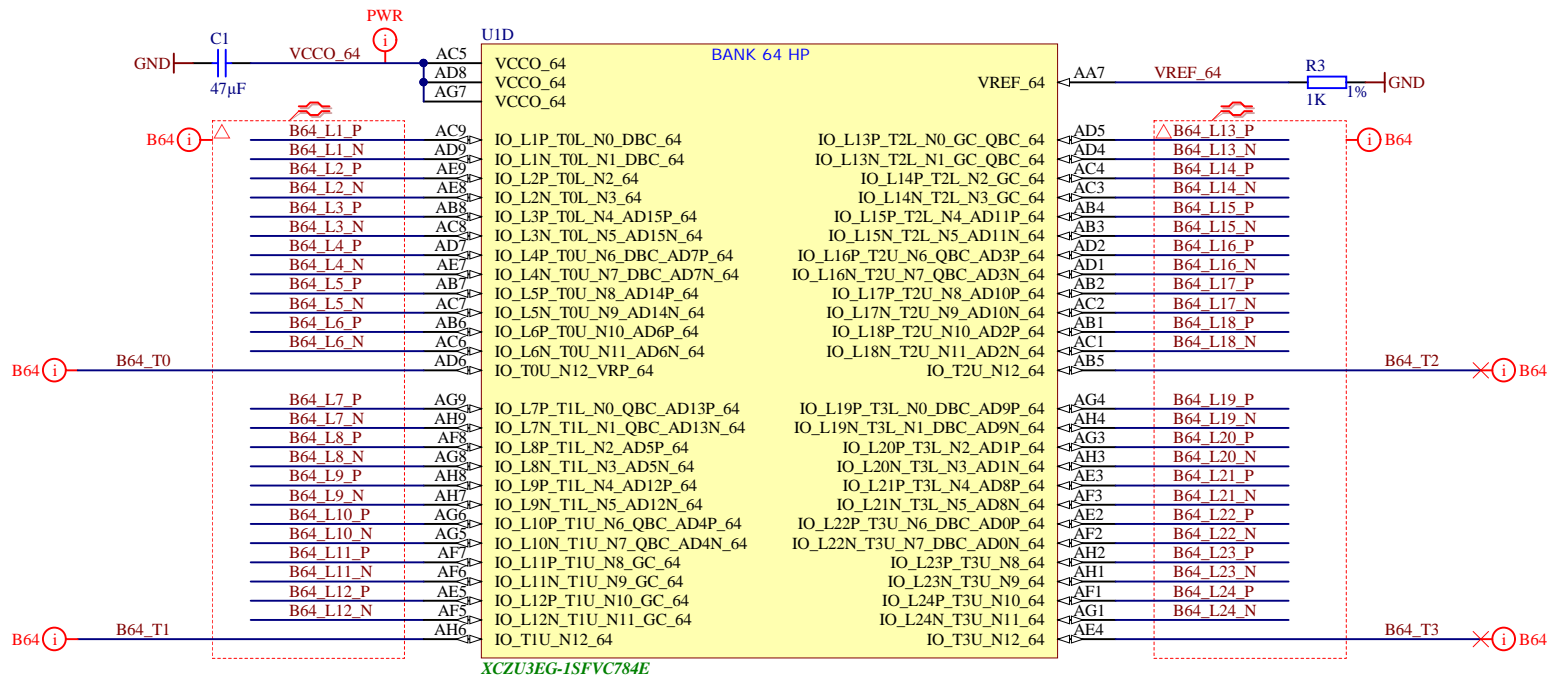 PWR
U1D
C1
GND
47µF
VCCO_64
BANK 64 HP
AC5 VCCO_64
AD8 VCCO_64
AG7 VCCO_64
VREF_64 AA7 VREF_64 R3 1K 1% GND
B64 B64_L1_P AC9 IO_L1P_T0L_N0_DBC_64 IO_L13P_T2L_N0_GC_QBC_64 AD5 B64_L13_P B64
B64_L1_N AD9 IO_L1N_T0L_N1_DBC_64 IO_L13N_T2L_N1_GC_QBC_64 AD4 B64_L13_N
B64_L2_P AE9 IO_L2P_T0L_N2_64 IO_L14P_T2L_N2_GC_64 AC4 B64_L14_P
B64_L2_N AE8 IO_L2N_T0L_N3_64 IO_L14N_T2L_N3_GC_64 AC3 B64_L14_N
B64_L3_P AB8 IO_L3P_T0L_N4_AD15P_64 IO_L15P_T2L_N4_AD11P_64 AB4 B64_L15_P
B64_L3_N AC8 IO_L3N_T0L_N5_AD15N_64 IO_L15N_T2L_N5_AD11N_64 AB3 B64_L15_N
B64_L4_P AD7 IO_L4P_T0U_N6_DBC_AD7P_64 IO_L16P_T2U_N6_QBC_AD3P_64 AD2 B64_L16_P
B64_L4_N AE7 IO_L4N_T0U_N7_DBC_AD7N_64 IO_L16N_T2U_N7_QBC_AD3N_64 AD1 B64_L16_N
B64_L5_P AB7 IO_L5P_T0U_N8_AD14P_64 IO_L17P_T2U_N8_AD10P_64 AB2 B64_L17_P
B64_L5_N AC7 IO_L5N_T0U_N9_AD14N_64 IO_L17N_T2U_N9_AD10N_64 AC2 B64_L17_N
B64_L6_P AB6 IO_L6P_T0U_N10_AD6P_64 IO_L18P_T2U_N10_AD2P_64 AB1 B64_L18_P
B64_L6_N AC6 IO_L6N_T0U_N11_AD6N_64 IO_L18N_T2U_N11_AD2N_64 AC1 B64_L18_N
B64 B64_T0 AD6 IO_T0U_N12_VRP_64 IO_T2U_N12_64 AB5 B64_T2 B64
B64_L7_P AG9 IO_L7P_T1L_N0_QBC_AD13P_64 IO_L19P_T3L_N0_DBC_AD9P_64 AG4 B64_L19_P
B64_L7_N AH9 IO_L7N_T1L_N1_QBC_AD13N_64 IO_L19N_T3L_N1_DBC_AD9N_64 AH4 B64_L19_N
B64_L8_P AF8 IO_L8P_T1L_N2_AD5P_64 IO_L20P_T3L_N2_AD1P_64 AG3 B64_L20_P
B64_L8_N AG8 IO_L8N_T1L_N3_AD5N_64 IO_L20N_T3L_N3_AD1N_64 AH3 B64_L20_N
B64_L9_P AH8 IO_L9P_T1L_N4_AD12P_64 IO_L21P_T3L_N4_AD8P_64 AE3 B64_L21_P
B64_L9_N AH7 IO_L9N_T1L_N5_AD12N_64 IO_L21N_T3L_N5_AD8N_64 AF3 B64_L21_N
B64_L10_P AG6 IO_L10P_T1U_N6_QBC_AD4P_64 IO_L22P_T3U_N6_DBC_AD0P_64 AE2 B64_L22_P
B64_L10_N AG5 IO_L10N_T1U_N7_QBC_AD4N_64 IO_L22N_T3U_N7_DBC_AD0N_64 AF2 B64_L22_N
B64_L11_P AF7 IO_L11P_T1U_N8_GC_64 IO_L23P_T3U_N8_64 AH2 B64_L23_P
B64_L11_N AF6 IO_L11N_T1U_N9_GC_64 IO_L23N_T3U_N9_64 AH1 B64_L23_N
B64_L12_P AE5 IO_L12P_T1U_N10_GC_64 IO_L24P_T3U_N10_64 AF1 B64_L24_P
B64_L12_N AF5 IO_L12N_T1U_N11_GC_64 IO_L24N_T3U_N11_64 AG1 B64_L24_N
B64 B64_T1 AH6 IO_T1U_N12_64 IO_T3U_N12_64 AE4 B64_T3 B64
XCZU3EG-1SFVC784E